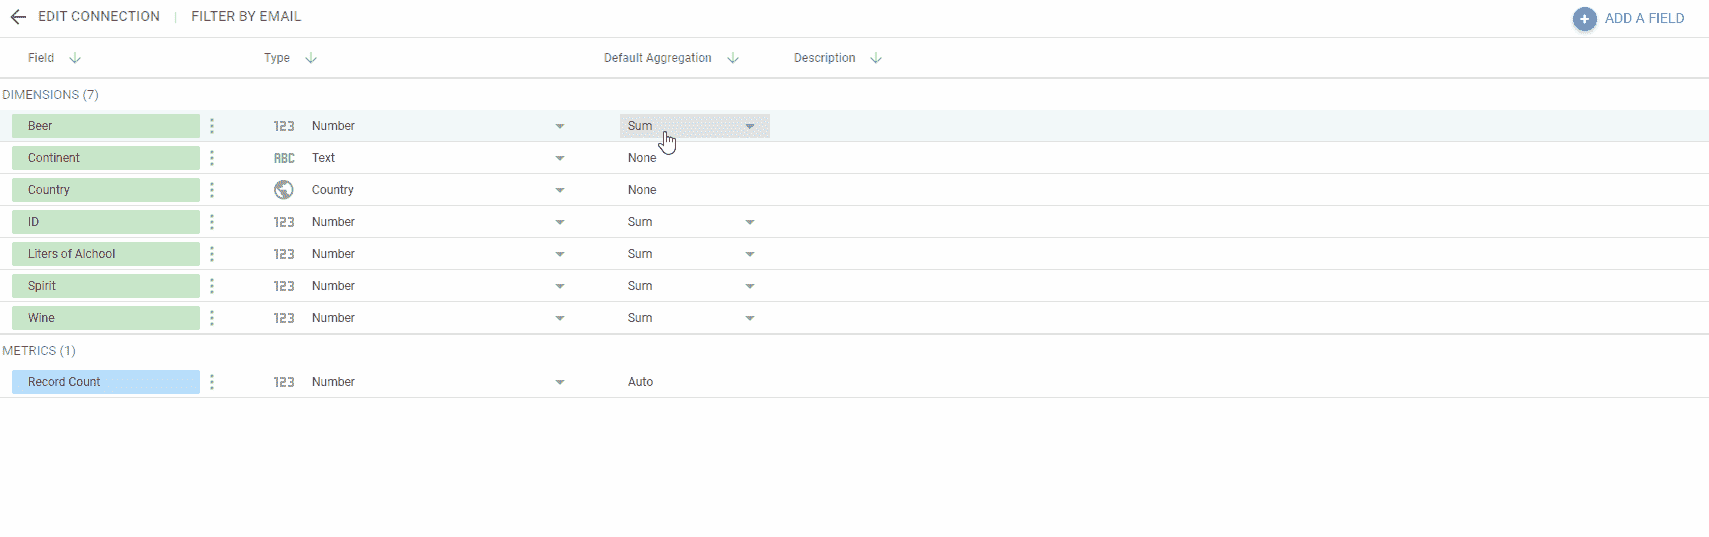 EDIT CONNECTION | FILTER BY EMAIL
+ ADD A FIELD
Field Type Default Aggregation Description
DIMENSIONS (7)
Beer 123 Number Sum
Continent ABC Text None
Country Country None
ID 123 Number Sum
Liters of Alchool 123 Number Sum
Spirit 123 Number Sum
Wine 123 Number Sum
METRICS (1)
Record Count 123 Number Auto